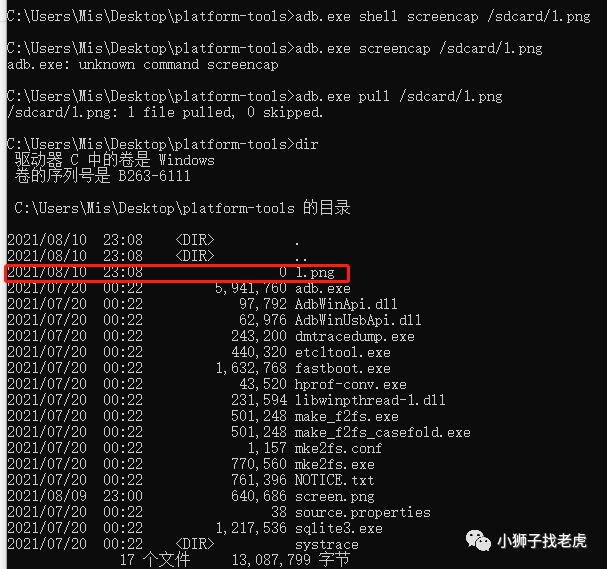 C:\Users\Mis\Desktop\platform-tools>adb.exe shell screencap /sdcard/1.png
C:\Users\Mis\Desktop\platform-tools>adb.exe screencap /sdcard/1.png
adb.exe: unknown command screencap
C:\Users\Mis\Desktop\platform-tools>adb.exe pull /sdcard/1.png
/sdcard/1.png: 1 file pulled, 0 skipped.
C:\Users\Mis\Desktop\platform-tools>dir
驱动器 C 中的卷是 Windows
卷的序列号是 B263-6111
C:\Users\Mis\Desktop\platform-tools 的目录
2021/08/10  23:08    <DIR>          .
2021/08/10  23:08    <DIR>          ..
2021/08/10  23:08                 0 1.png
2021/07/20  00:22         5,941,760 adb.exe
2021/07/20  00:22            97,792 AdbWinApi.dll
2021/07/20  00:22            62,976 AdbWinUsbApi.dll
2021/07/20  00:22           243,200 dmtracedump.exe
2021/07/20  00:22           440,320 etc1tool.exe
2021/07/20  00:22         1,632,768 fastboot.exe
2021/07/20  00:22            43,520 hprof-conv.exe
2021/07/20  00:22           231,594 libwinpthread-1.dll
2021/07/20  00:22           501,248 make_f2fs.exe
2021/07/20  00:22           501,248 make_f2fs_casefold.exe
2021/07/20  00:22             1,157 mke2fs.conf
2021/07/20  00:22           770,560 mke2fs.exe
2021/07/20  00:22           761,396 NOTICE.txt
2021/08/09  23:00           640,686 screen.png
2021/07/20  00:22                38 source.properties
2021/07/20  00:22         1,217,536 sqlite3.exe
2021/07/20  00:22    <DIR>          systrace
17 个文件     13,087,799 字节
小狮子找老虎